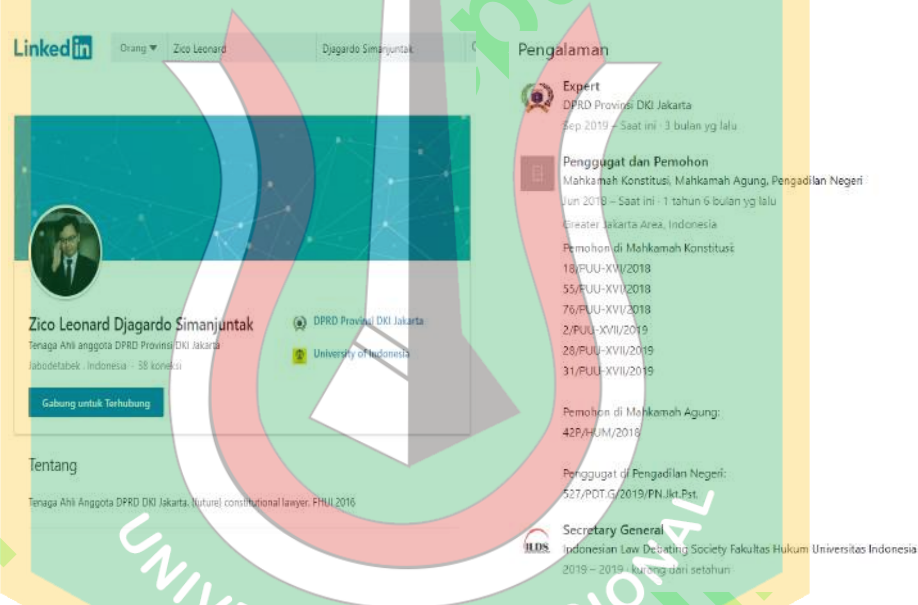 Linked in
Orang ▼ Zico Leonard Djagardo Simanjuntak
Zico Leonard Djagardo Simanjuntak
Tenaga Ahli anggota DPRD Provinsi DKI Jakarta
Jabodetabek, Indonesia · 58 koneksi
Gabung untuk Terhubung
DPRD Provinsi DKI Jakarta
University of Indonesia
Tentang
Tenaga Ahli Anggota DPRD DKI Jakarta. (future) constitutional lawyer. FHUI 2016
Pengalaman
Expert
DPRD Provinsi DKI Jakarta
Sep 2019 – Saat ini · 3 bulan yg lalu
Penggugat dan Pemohon
Mahkamah Konstitusi, Mahkamah Agung, Pengadilan Negeri
Jun 2018 – Saat ini · 1 tahun 6 bulan yg lalu
Greater Jakarta Area, Indonesia
Pemohon di Mahkamah Konstitusi:
18/PUU-XVI/2018
55/PUU-XVI/2018
76/PUU-XVI/2018
2/PUU-XVII/2019
28/PUU-XVII/2019
31/PUU-XVII/2019
Pemohon di Mahkamah Agung:
42P/HUM/2018
Penggugat di Pengadilan Negeri:
527/PDT.G/2019/PN.Jkt.Pst.
Secretary General
ILDS
Indonesian Law Debating Society Fakultas Hukum Universitas Indonesia
2019 – 2019 · kurang dari setahun